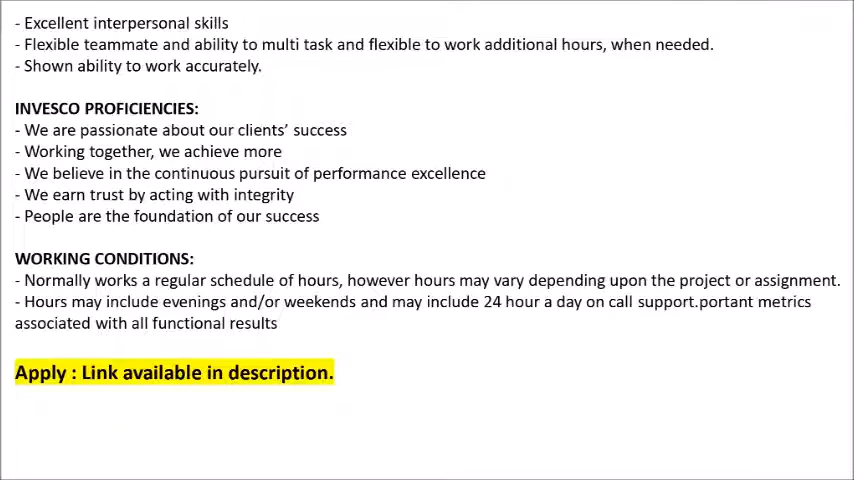 - Excellent interpersonal skills
- Flexible teammate and ability to multi task and flexible to work additional hours, when needed.
- Shown ability to work accurately.
INVESCO PROFICIENCIES:
- We are passionate about our clients’ success
- Working together, we achieve more
- We believe in the continuous pursuit of performance excellence
- We earn trust by acting with integrity
- People are the foundation of our success
WORKING CONDITIONS:
- Normally works a regular schedule of hours, however hours may vary depending upon the project or assignment.
- Hours may include evenings and/or weekends and may include 24 hour a day on call support.portant metrics
associated with all functional results
Apply : Link available in description.